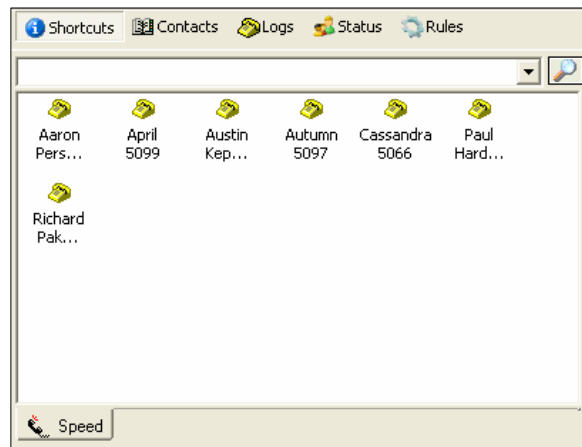 Shortcuts Contacts Logs Status Rules
Aaron Pers...
April 5099
Austin Kep...
Autumn 5097
Cassandra 5066
Paul Hard...
Richard Pak...
Speed